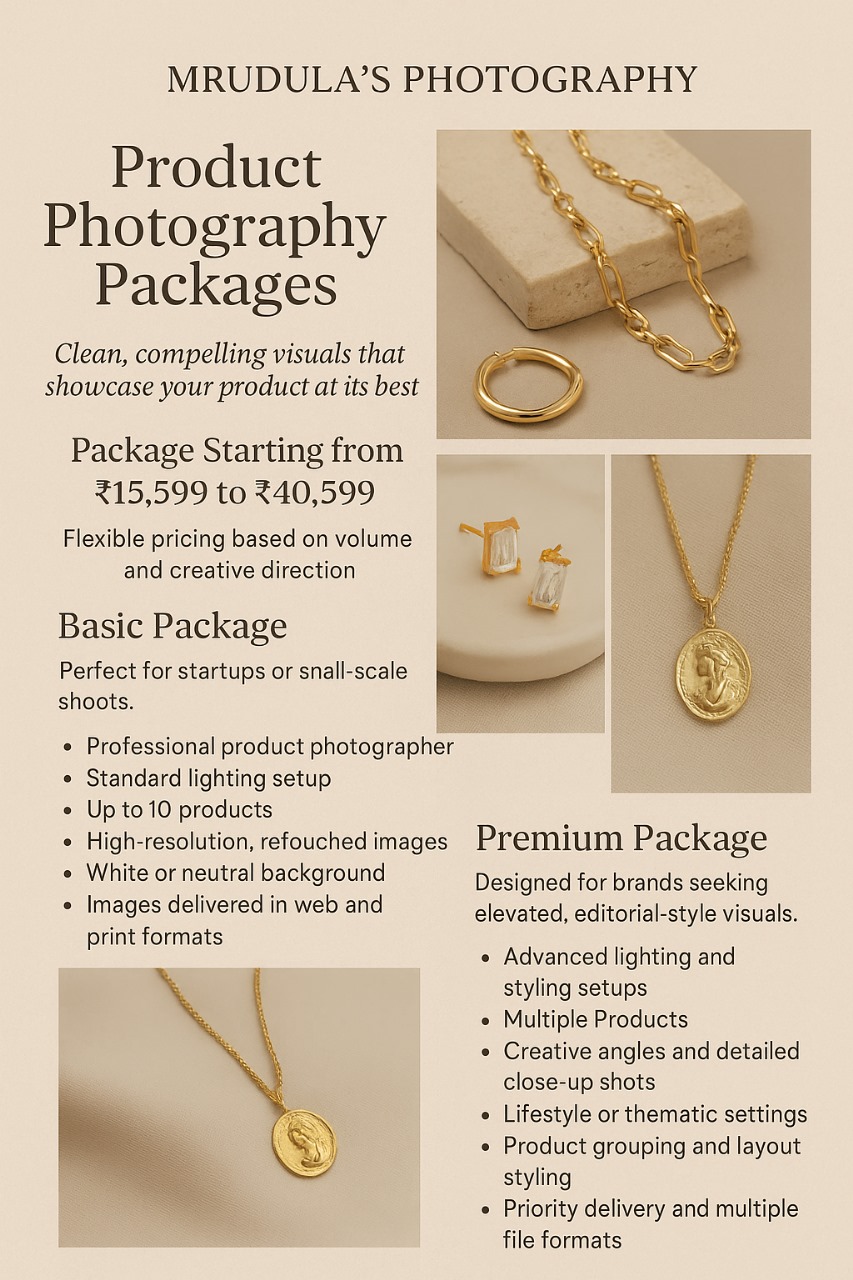 MRUDULA’S PHOTOGRAPHY
Product
Photography
Packages
Clean, compelling visuals that
showcase your product at its best
Package Starting from
₹15,599 to ₹40,599
Flexible pricing based on volume
and creative direction
Basic Package
Perfect for startups or snall-scale
shoots.
• Professional product photographer
• Standard lighting setup
• Up to 10 products
• High-resolution, refouched images
• White or neutral background
• Images delivered in web and
print formats
Premium Package
Designed for brands seeking
elevated, editorial-style visuals.
• Advanced lighting and
styling setups
• Multiple Products
• Creative angles and detailed
close-up shots
• Lifestyle or thematic settings
• Product grouping and layout
styling
• Priority delivery and multiple
file formats